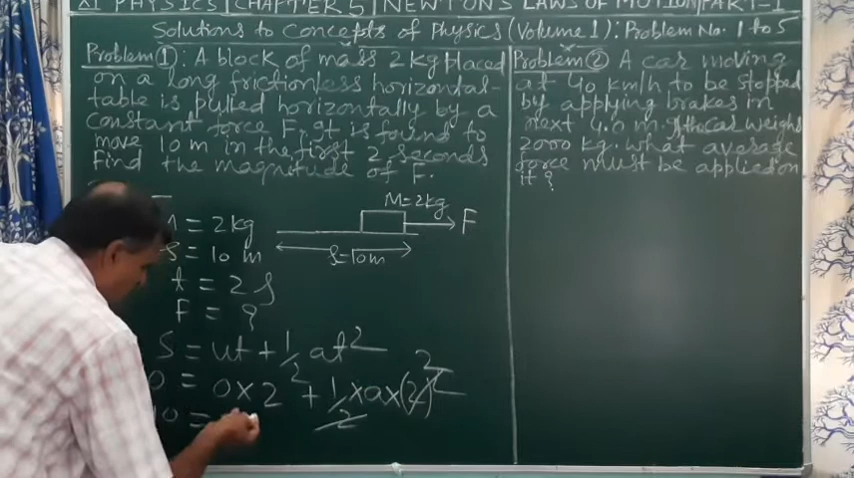 XI PHYSICS | CHAPTER 5 | NEWTON'S LAWS OF MOTION | PART-1
Solutions to Concepts of Physics (Volume 1): Problem No. 1 to 5
Problem ①: A block of mass 2 kg placed
on a long frictionless horizontal-
table is pulled horizontally by a
constant force F. It is found to
move 10 m in the first 2 seconds
Find the magnitude of F.
M=2kg
F
S=10m
= 2kg
S = 10 m
t = 2 S
F = ?
S = ut + 1/2 at²
0 = 0×2 + 1/2 × a × (2)²
2
10 =
Problem ② A car moving
at 40 km/h to be stopped
by applying brakes in
next 4.0 m. If the car weighs
2000 kg. what average
force must be applied on
it ?